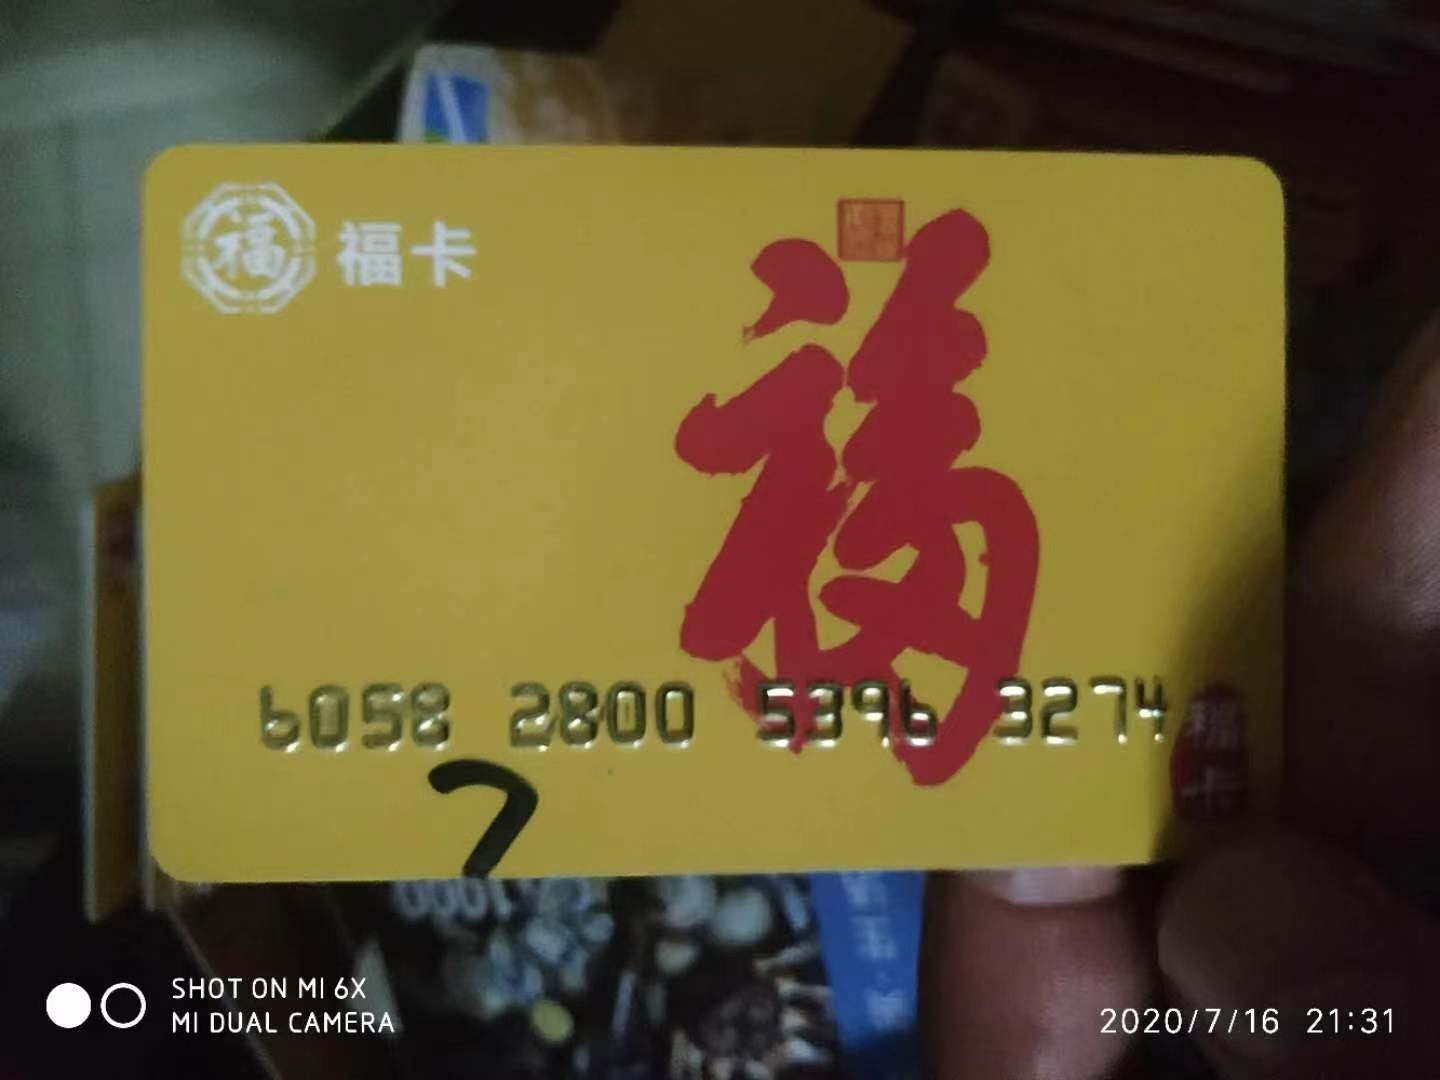 福 福卡
福
6058 2800 5396 3274
福卡
7
1000
SHOT ON MI 6X
MI DUAL CAMERA
2020/7/16 21:31